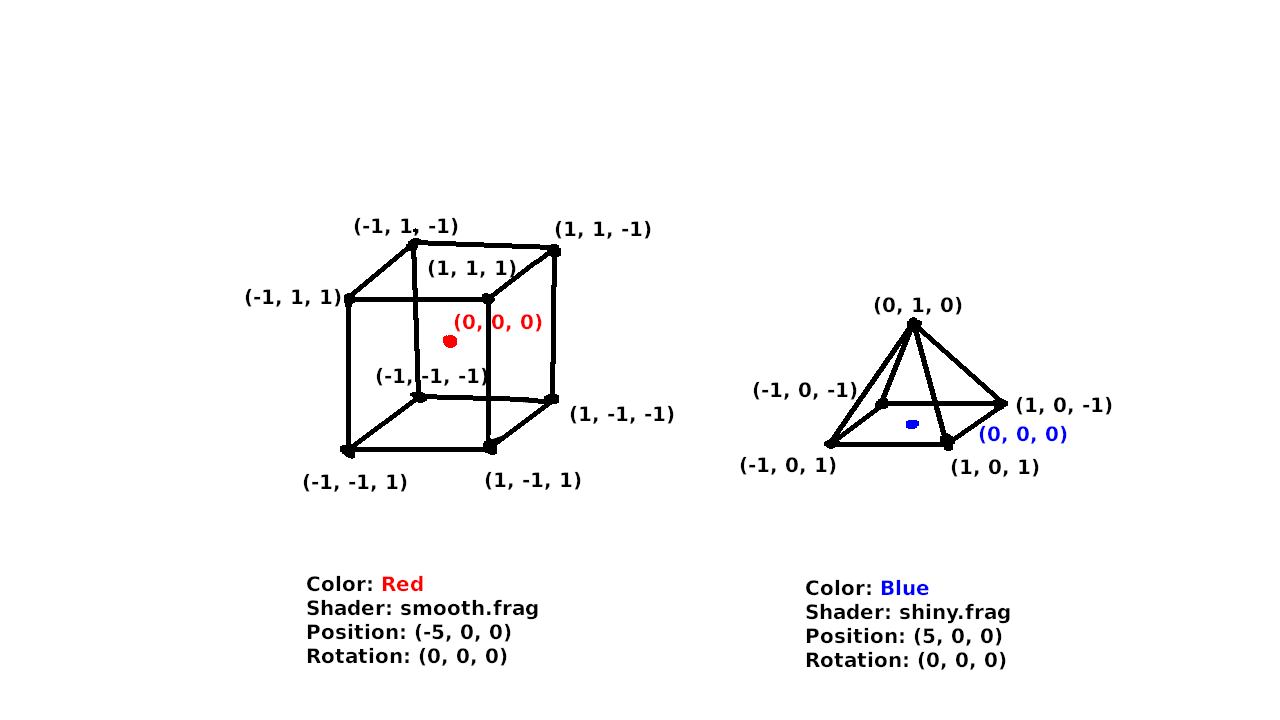 (-1, 1, -1)
(1, 1, -1)
(1, 1, 1)
(-1, 1, 1)
(0, 0, 0)
(-1, -1, -1)
(1, -1, -1)
(-1, -1, 1)
(1, -1, 1)
Color: Red
Shader: smooth.frag
Position: (-5, 0, 0)
Rotation: (0, 0, 0)
(0, 1, 0)
(-1, 0, -1)
(1, 0, -1)
(0, 0, 0)
(-1, 0, 1)
(1, 0, 1)
Color: Blue
Shader: shiny.frag
Position: (5, 0, 0)
Rotation: (0, 0, 0)